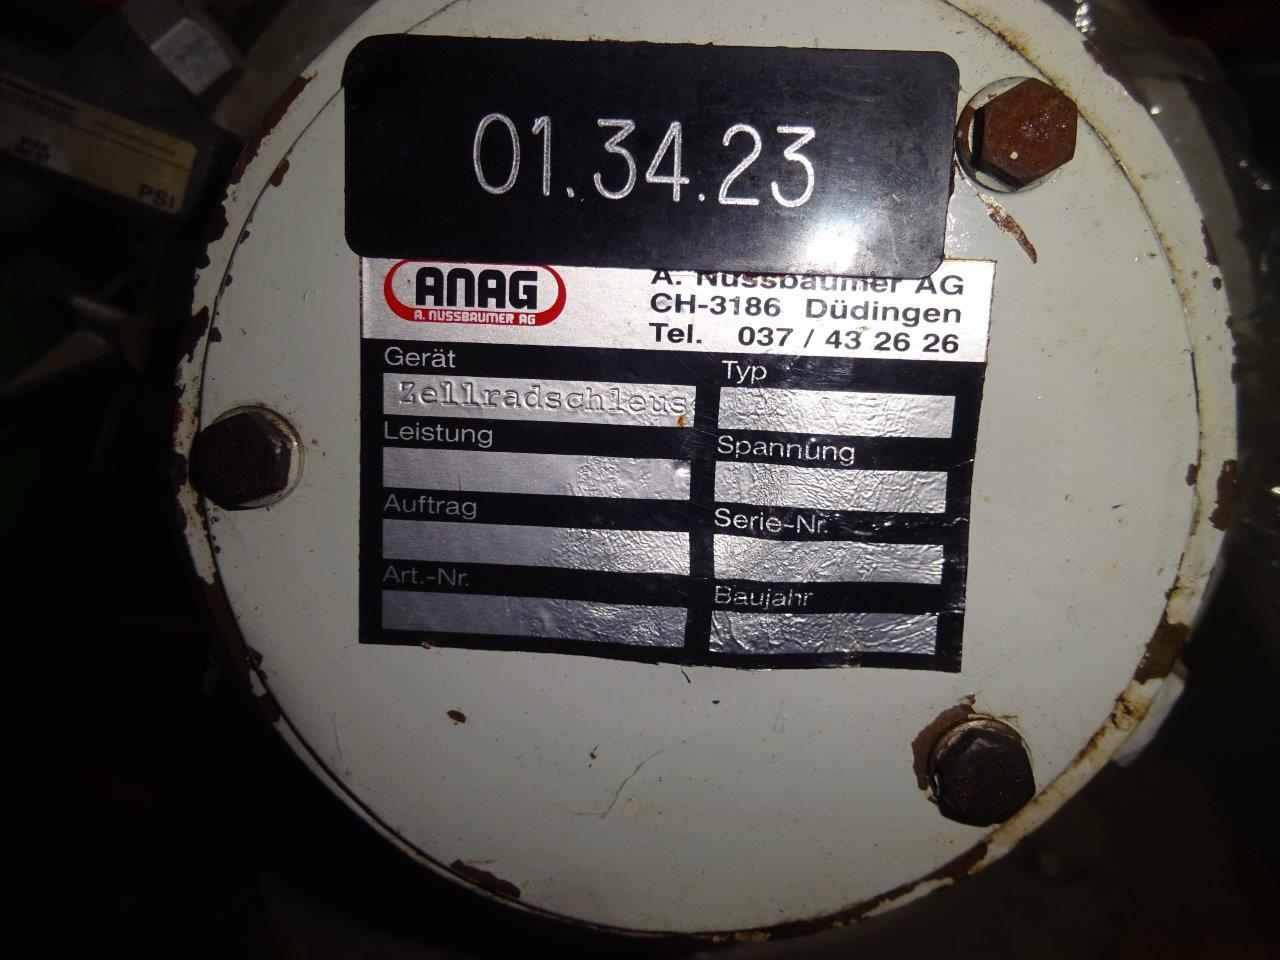 01.34.23
ANAG
A. NUSSBAUMER AG
A. Nussbaumer AG
CH-3186 Düdingen
Tel. 037 / 43 26 26
Gerät
Typ
Zellradschleus
Leistung
Spannung
Auftrag
Serie-Nr.
Art.-Nr.
Baujahr
MAX
PSI